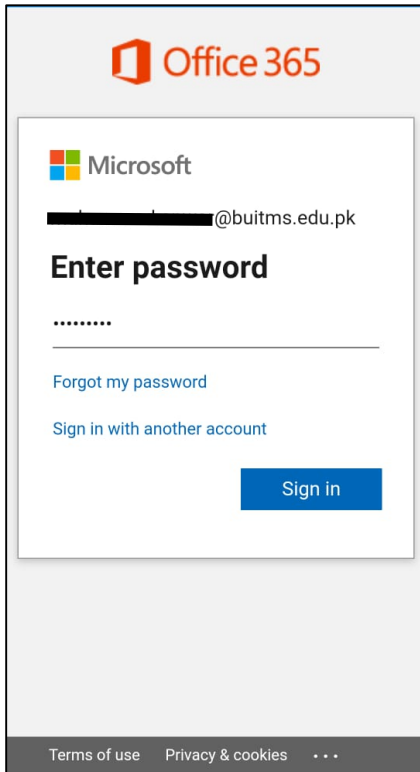 Office 365
Microsoft
@buitms.edu.pk
Enter password
.........
Forgot my password
Sign in with another account
Sign in
Terms of use Privacy & cookies ...